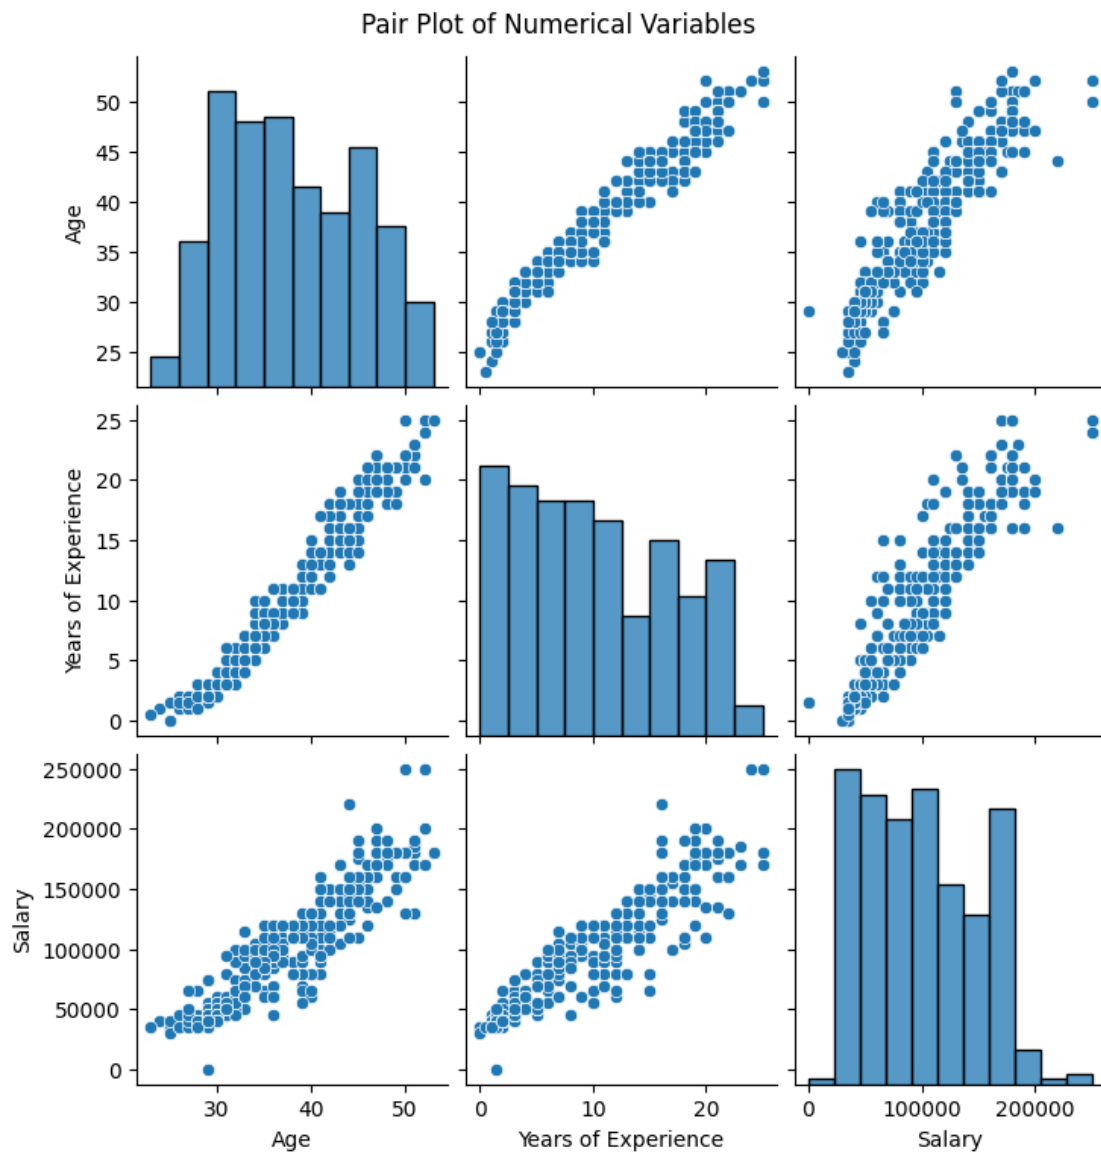 Pair Plot of Numerical Variables
50
45
40
35
30
25
Age
25
20
15
10
5
0
Years of Experience
250000
200000
150000
100000
50000
0
Salary
30 40 50
0 10 20
0 100000 200000
Age
Years of Experience
Salary